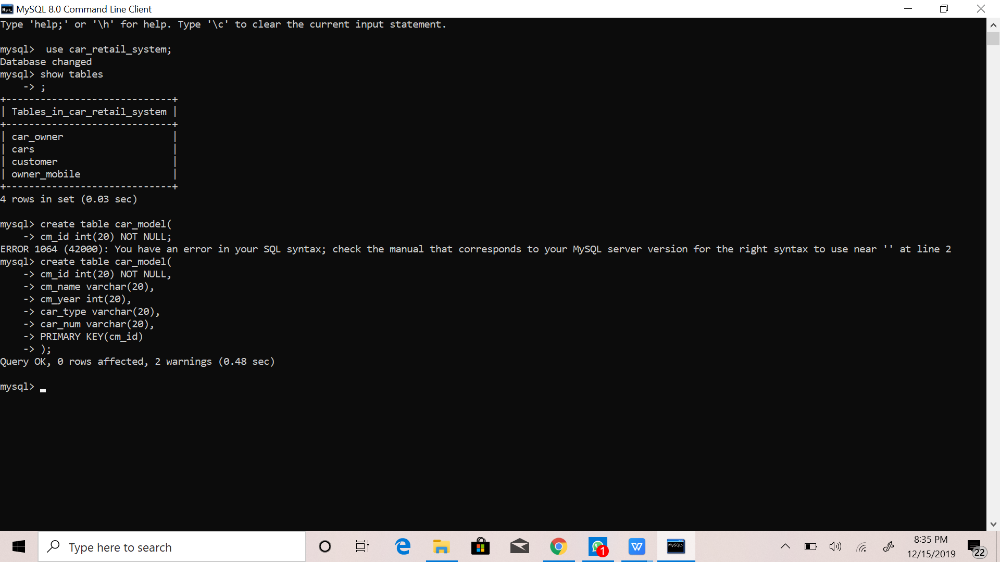 MySQL 8.0 Command Line Client
Type 'help;' or '\h' for help. Type '\c' to clear the current input statement.
mysql>  use car_retail_system;
Database changed
mysql> show tables
    -> ;
+-----------------------------+
| Tables_in_car_retail_system |
+-----------------------------+
| car_owner                   |
| cars                        |
| customer                    |
| owner_mobile                |
+-----------------------------+
4 rows in set (0.03 sec)
mysql> create table car_model(
    -> cm_id int(20) NOT NULL;
ERROR 1064 (42000): You have an error in your SQL syntax; check the manual that corresponds to your MySQL server version for the right syntax to use near '' at line 2
mysql> create table car_model(
    -> cm_id int(20) NOT NULL,
    -> cm_name varchar(20),
    -> cm_year int(20),
    -> car_type varchar(20),
    -> car_num varchar(20),
    -> PRIMARY KEY(cm_id)
    -> );
Query OK, 0 rows affected, 2 warnings (0.48 sec)
mysql>
Type here to search
1
MySQL
8:35 PM
12/15/2019
22